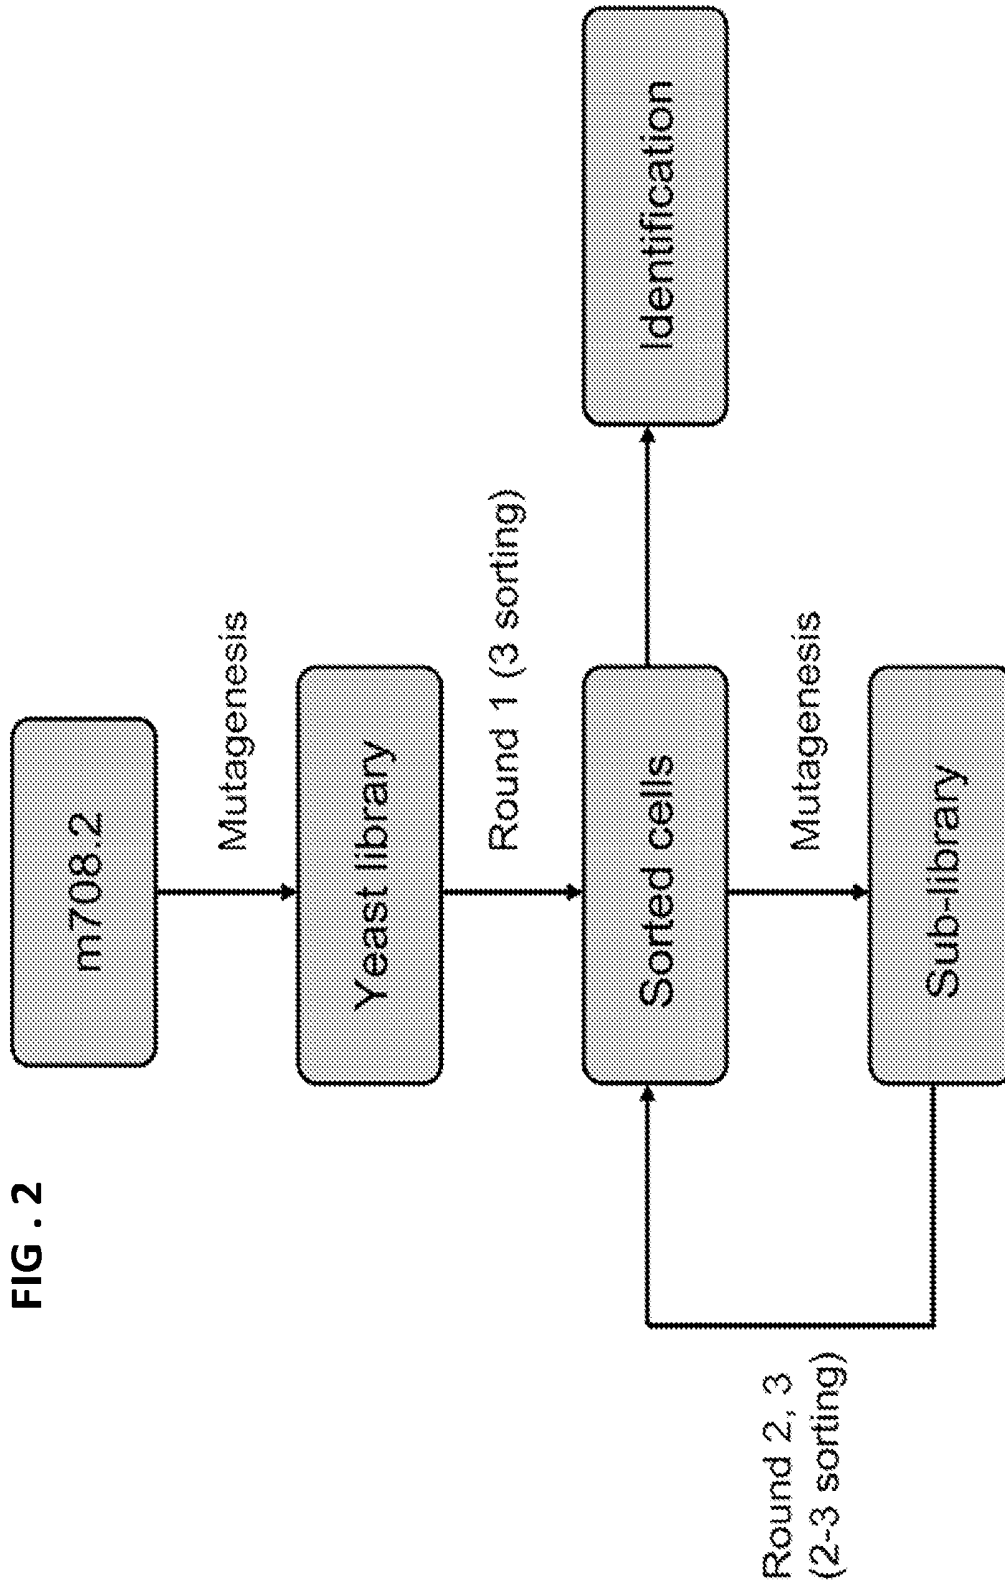 FIG . 2
m708.2
Mutagenesis
Yeast library
Round 1 (3 sorting)
Sorted cells
Identification
Mutagenesis
Sub-library
Round 2, 3
(2-3 sorting)